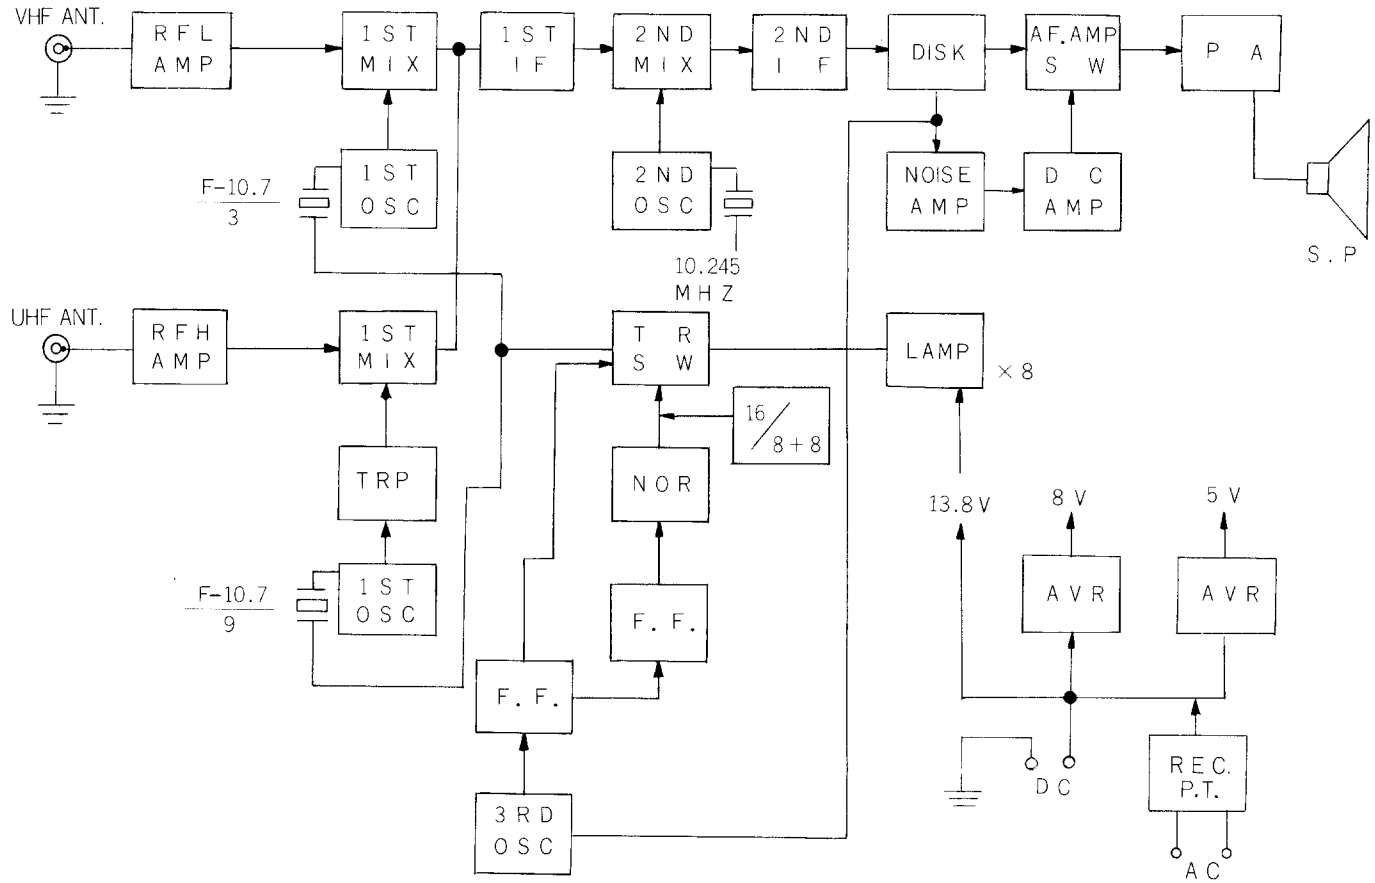 VHF ANT.
RFL
AMP
1ST
MIX
1ST
IF
2ND
MIX
2ND
IF
DISK
AF.AMP
SW
PA
F-10.7
3
1ST
OSC
2ND
OSC
10.245
MHZ
NOISE
AMP
DC
AMP
S.P
UHF ANT.
RFH
AMP
1ST
MIX
TR
SW
LAMP
×8
16/8+8
TRP
NOR
13.8V
8V
5V
F-10.7
9
1ST
OSC
F.F.
AVR
AVR
F.F.
3RD
OSC
DC
REC.
P.T.
AC